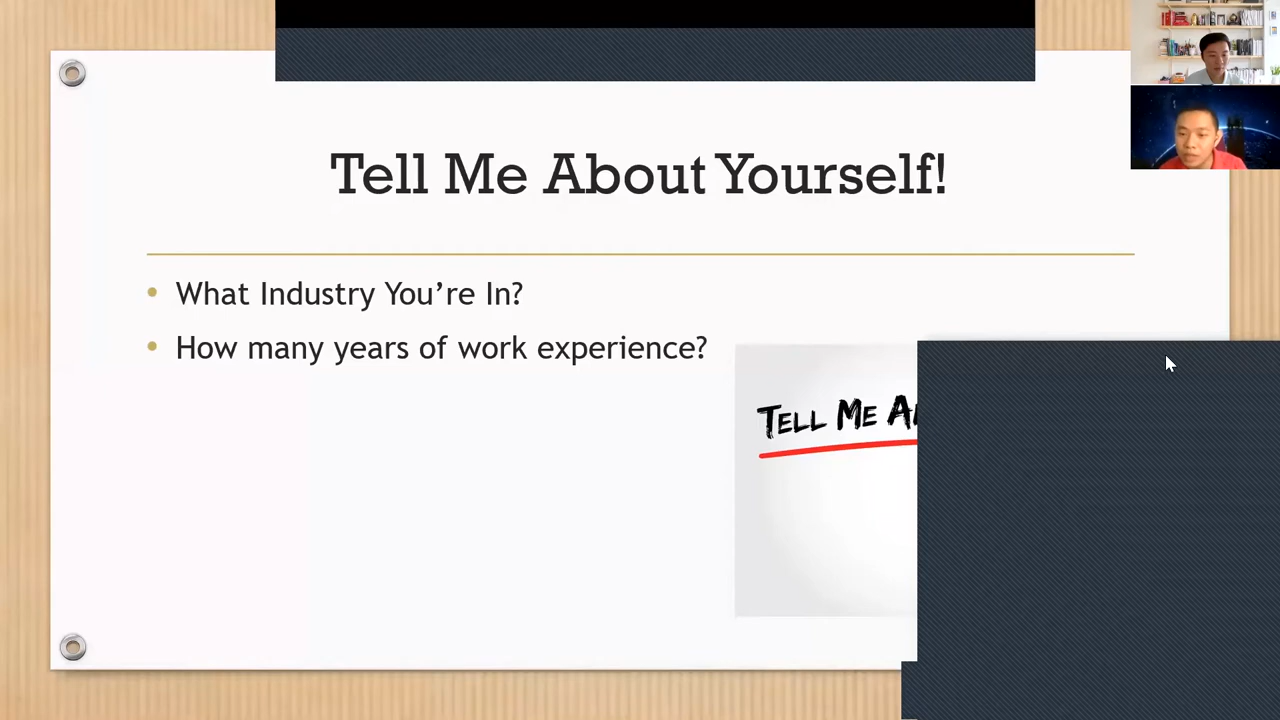 Tell Me About Yourself!
What Industry You're In?
How many years of work experience?
TELL ME